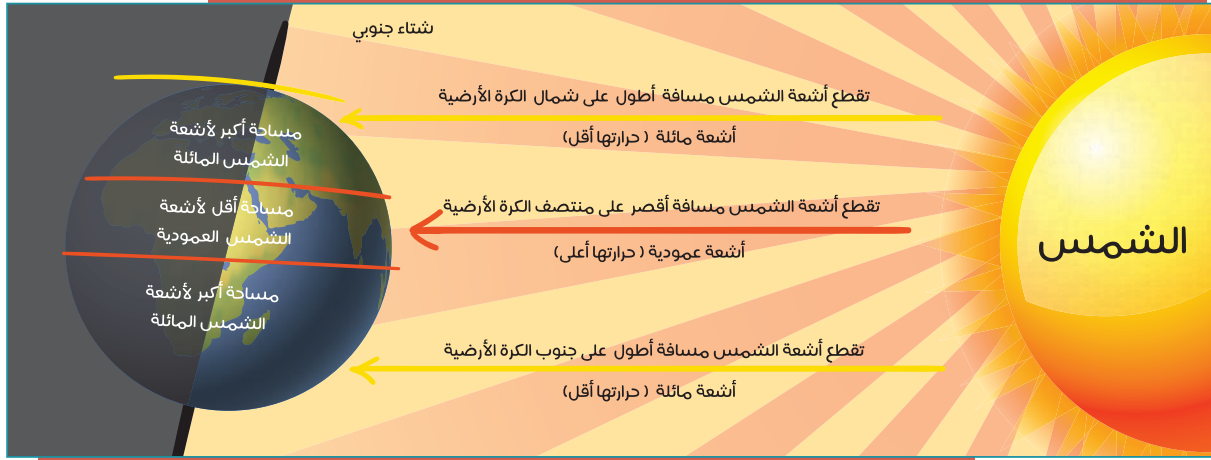 شتاء جنوبي
تقطع أشعة الشمس مسافة أطول على شمال الكرة الأرضية
أشعة مائلة ( حرارتها أقل)
مساحة أكبر لأشعة
الشمس المائلة
تقطع أشعة الشمس مسافة أقصر على منتصف الكرة الأرضية
أشعة عمودية ( حرارتها أعلى)
مساحة أقل لأشعة
الشمس العمودية
الشمس
مساحة أكبر لأشعة
الشمس المائلة
تقطع أشعة الشمس مسافة أطول على جنوب الكرة الأرضية
أشعة مائلة ( حرارتها أقل)